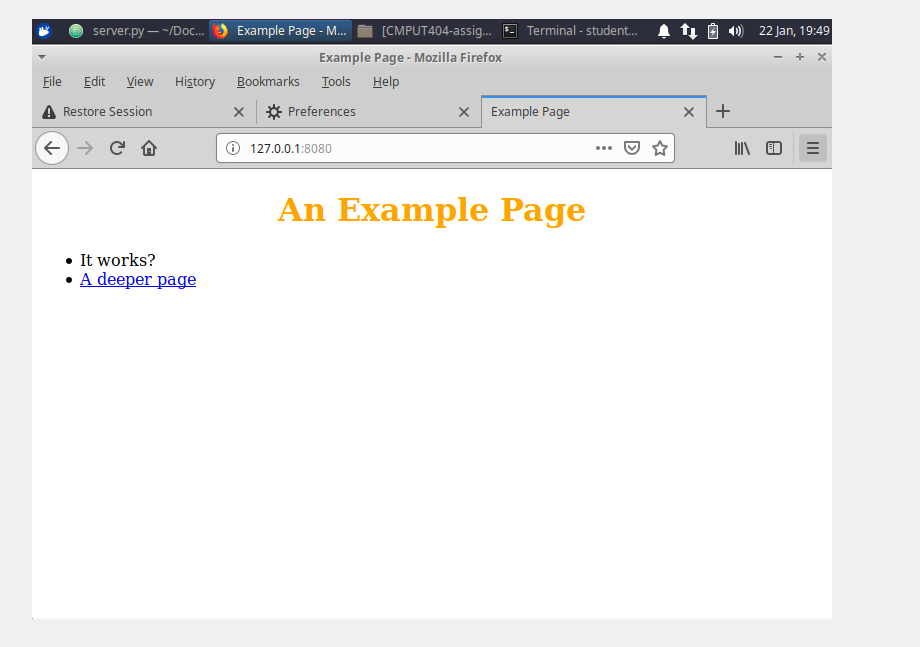 server.py — ~/Doc... Example Page - M... [CMPUT404-assig... Terminal - student... 22 Jan, 19:49
Example Page - Mozilla Firefox
File Edit View History Bookmarks Tools Help
Restore Session Preferences Example Page
127.0.0.1:8080
An Example Page
• It works?
• A deeper page